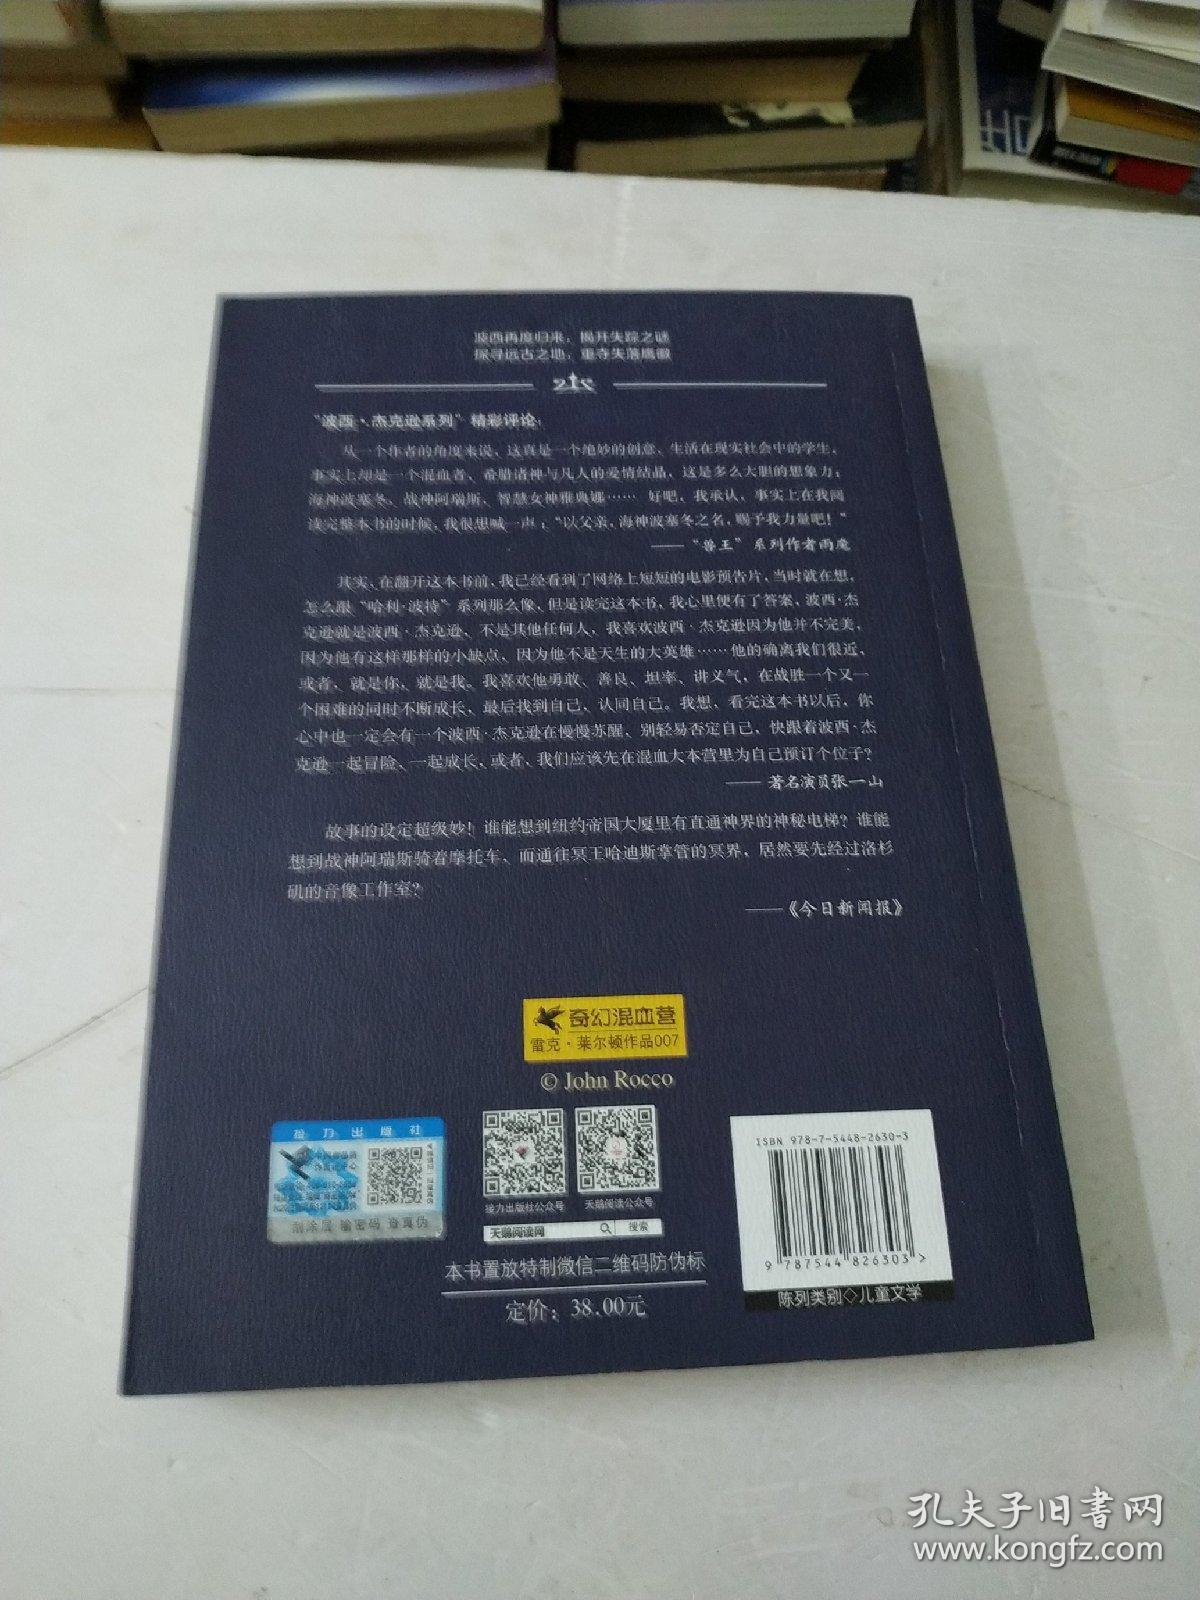 波西再度归来，揭开失踪之谜
探寻远古之地，重夺失落鹰徽
“波西·杰克逊系列”精彩评论：
从一个作者的角度来说，这真是一个绝妙的创意、生活在现实社会中的学生，
事实上却是一个混血者、希腊诸神与凡人的爱情结晶，这是多么大胆的想象力；
海神波塞冬、战神阿瑞斯、智慧女神雅典娜…… 好吧，我承认，事实上在我阅
读完整本书的时候，我很想喊一声：“以父亲，海神波塞冬之名，赐予我力量吧！”
——“兽王”系列作者雨魔
其实，在翻开这本书前，我已经看到了网络上短短的电影预告片，当时就在想，
怎么跟“哈利·波特”系列那么像，但是读完这本书，我心里便有了答案，波西·杰
克逊就是波西·杰克逊、不是其他任何人，我喜欢波西·杰克逊因为他并不完美，
因为他有这样那样的小缺点、因为他不是天生的大英雄……他的确离我们很近，
或者，就是你，就是我。我喜欢他勇敢、善良、坦率、讲义气，在战胜一个又一
个困难的同时不断成长、最后找到自己、认同自己。我想，看完这本书以后，你
心中也一定会有一个波西·杰克逊在慢慢苏醒、别轻易否定自己，快跟着波西·杰
克逊一起冒险、一起成长，或者、我们应该先在混血大本营里为自己预订个位子？
——著名演员张一山
故事的设定超级妙！谁能想到纽约帝国大厦里有直通神界的神秘电梯？谁能
想到战神阿瑞斯骑着摩托车、而通往冥王哈迪斯掌管的冥界，居然要先经过洛杉
矶的音像工作室？
——《今日新闻报》
奇幻混血营
雷克·莱尔顿作品007
© John Rocco
接力出版社
刮涂层 输密码 查真伪
接力出版社公众号
天鹅阅读公众号
天鹅阅读网
搜索
本书置放特制微信二维码防伪标
定价：38.00元
ISBN 978-7-5448-2630-3
9 787544 826303 >
陈列类别◇儿童文学
孔夫子旧书网
www.kongfz.com